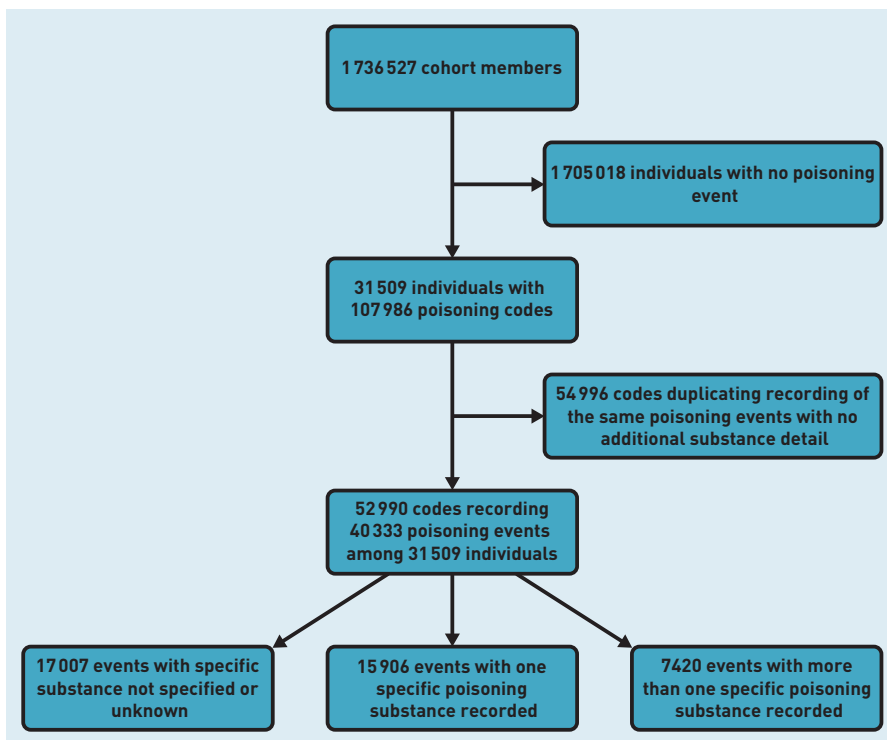 1 736 527 cohort members
1 705 018 individuals with no poisoning
event
31 509 individuals with
107 986 poisoning codes
54 996 codes duplicating recording of
the same poisoning events with no
additional substance detail
52 990 codes recording
40 333 poisoning events
among 31 509 individuals
17 007 events with specific
substance not specified or
unknown
15 906 events with one
specific poisoning
substance recorded
7420 events with more
than one specific poisoning
substance recorded